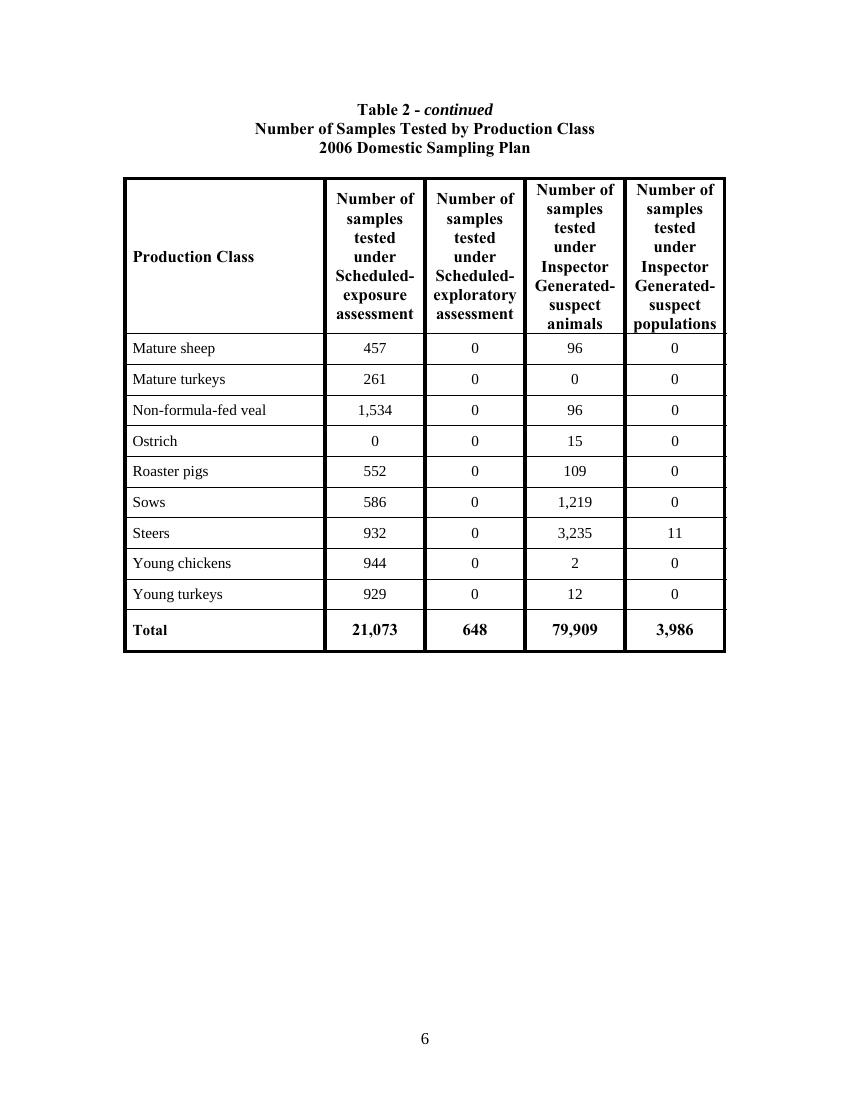 Table 2 - continued
Number of Samples Tested by Production Class
2006 Domestic Sampling Plan
Production Class
Number of
samples
tested
under
Scheduled-
exposure
assessment
Number of
samples
tested
under
Scheduled-
exploratory
assessment
Number of
samples
tested
under
Inspector
Generated-
suspect
animals
Number of
samples
tested
under
Inspector
Generated-
suspect
populations
Mature sheep 457 0 96 0
Mature turkeys 261 0 0 0
Non-formula-fed veal 1,534 0 96 0
Ostrich 0 0 15 0
Roaster pigs 552 0 109 0
Sows 586 0 1,219 0
Steers 932 0 3,235 11
Young chickens 944 0 2 0
Young turkeys 929 0 12 0
Total 21,073 648 79,909 3,986
6